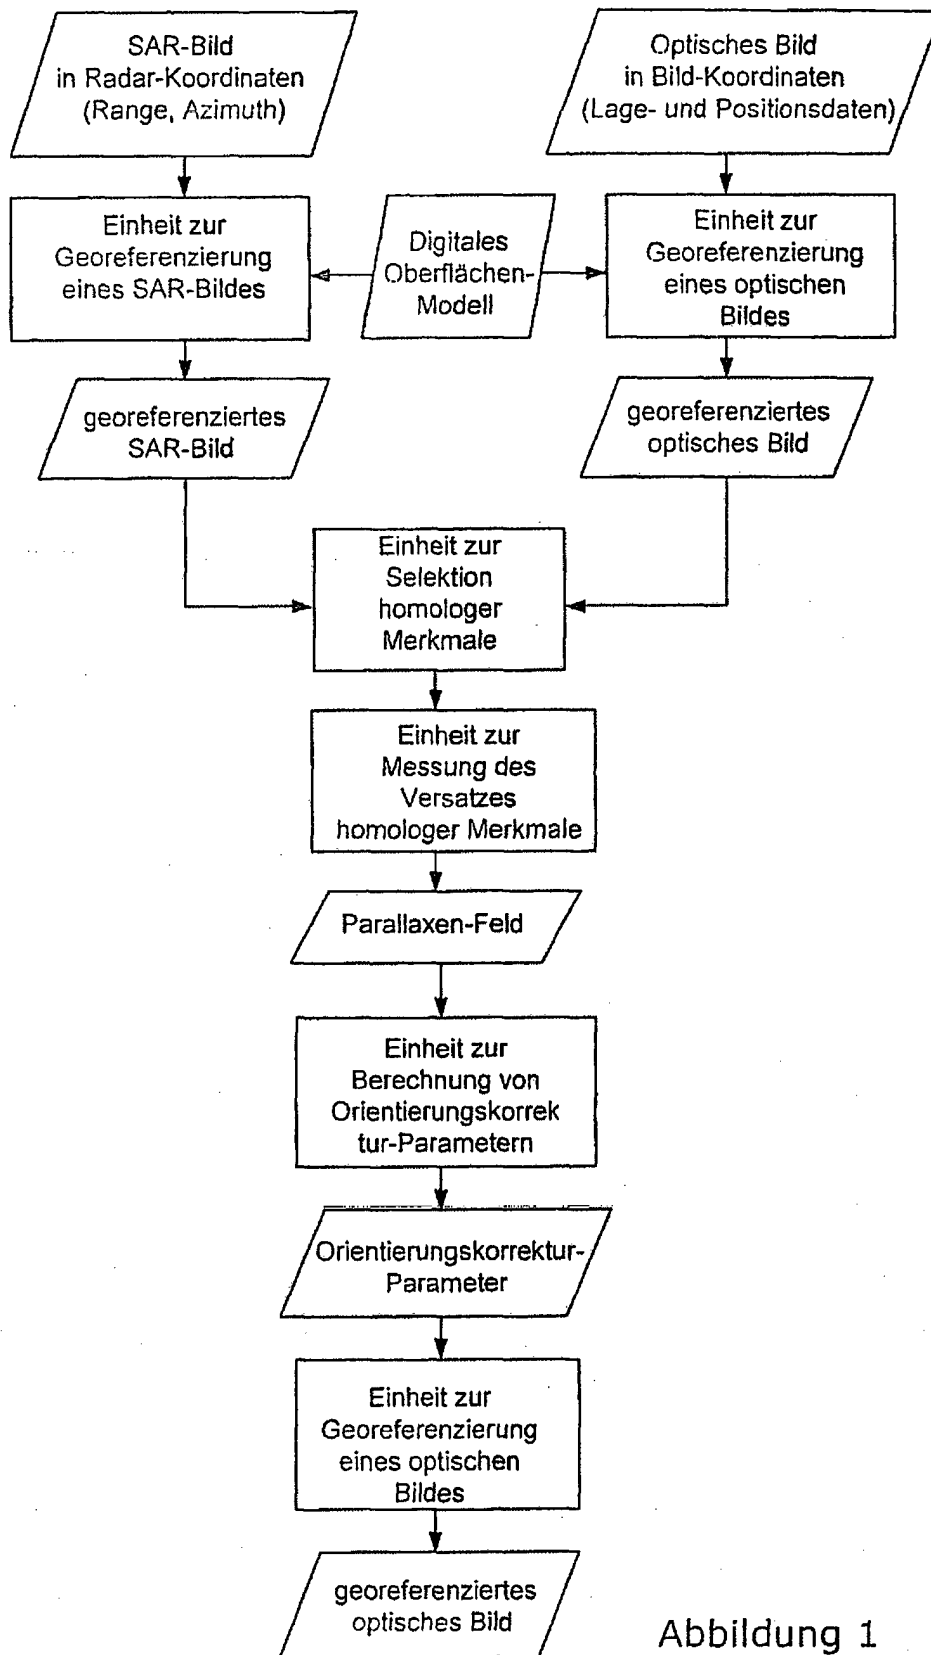 SAR-Bild
in Radar-Koordinaten
(Range, Azimuth)
Optisches Bild
in Bild-Koordinaten
(Lage- und Positionsdaten)
Einheit zur
Georeferenzierung
eines SAR-Bildes
Digitales
Oberflächen-
Modell
Einheit zur
Georeferenzierung
eines optischen
Bildes
georeferenziertes
SAR-Bild
georeferenziertes
optisches Bild
Einheit zur
Selektion
homologer
Merkmale
Einheit zur
Messung des
Versatzes
homologer Merkmale
Parallaxen-Feld
Einheit zur
Berechnung von
Orientierungskorrek
tur-Parametern
Orientierungskorrektur-
Parameter
Einheit zur
Georeferenzierung
eines optischen
Bildes
georeferenziertes
optisches Bild
Abbildung 1